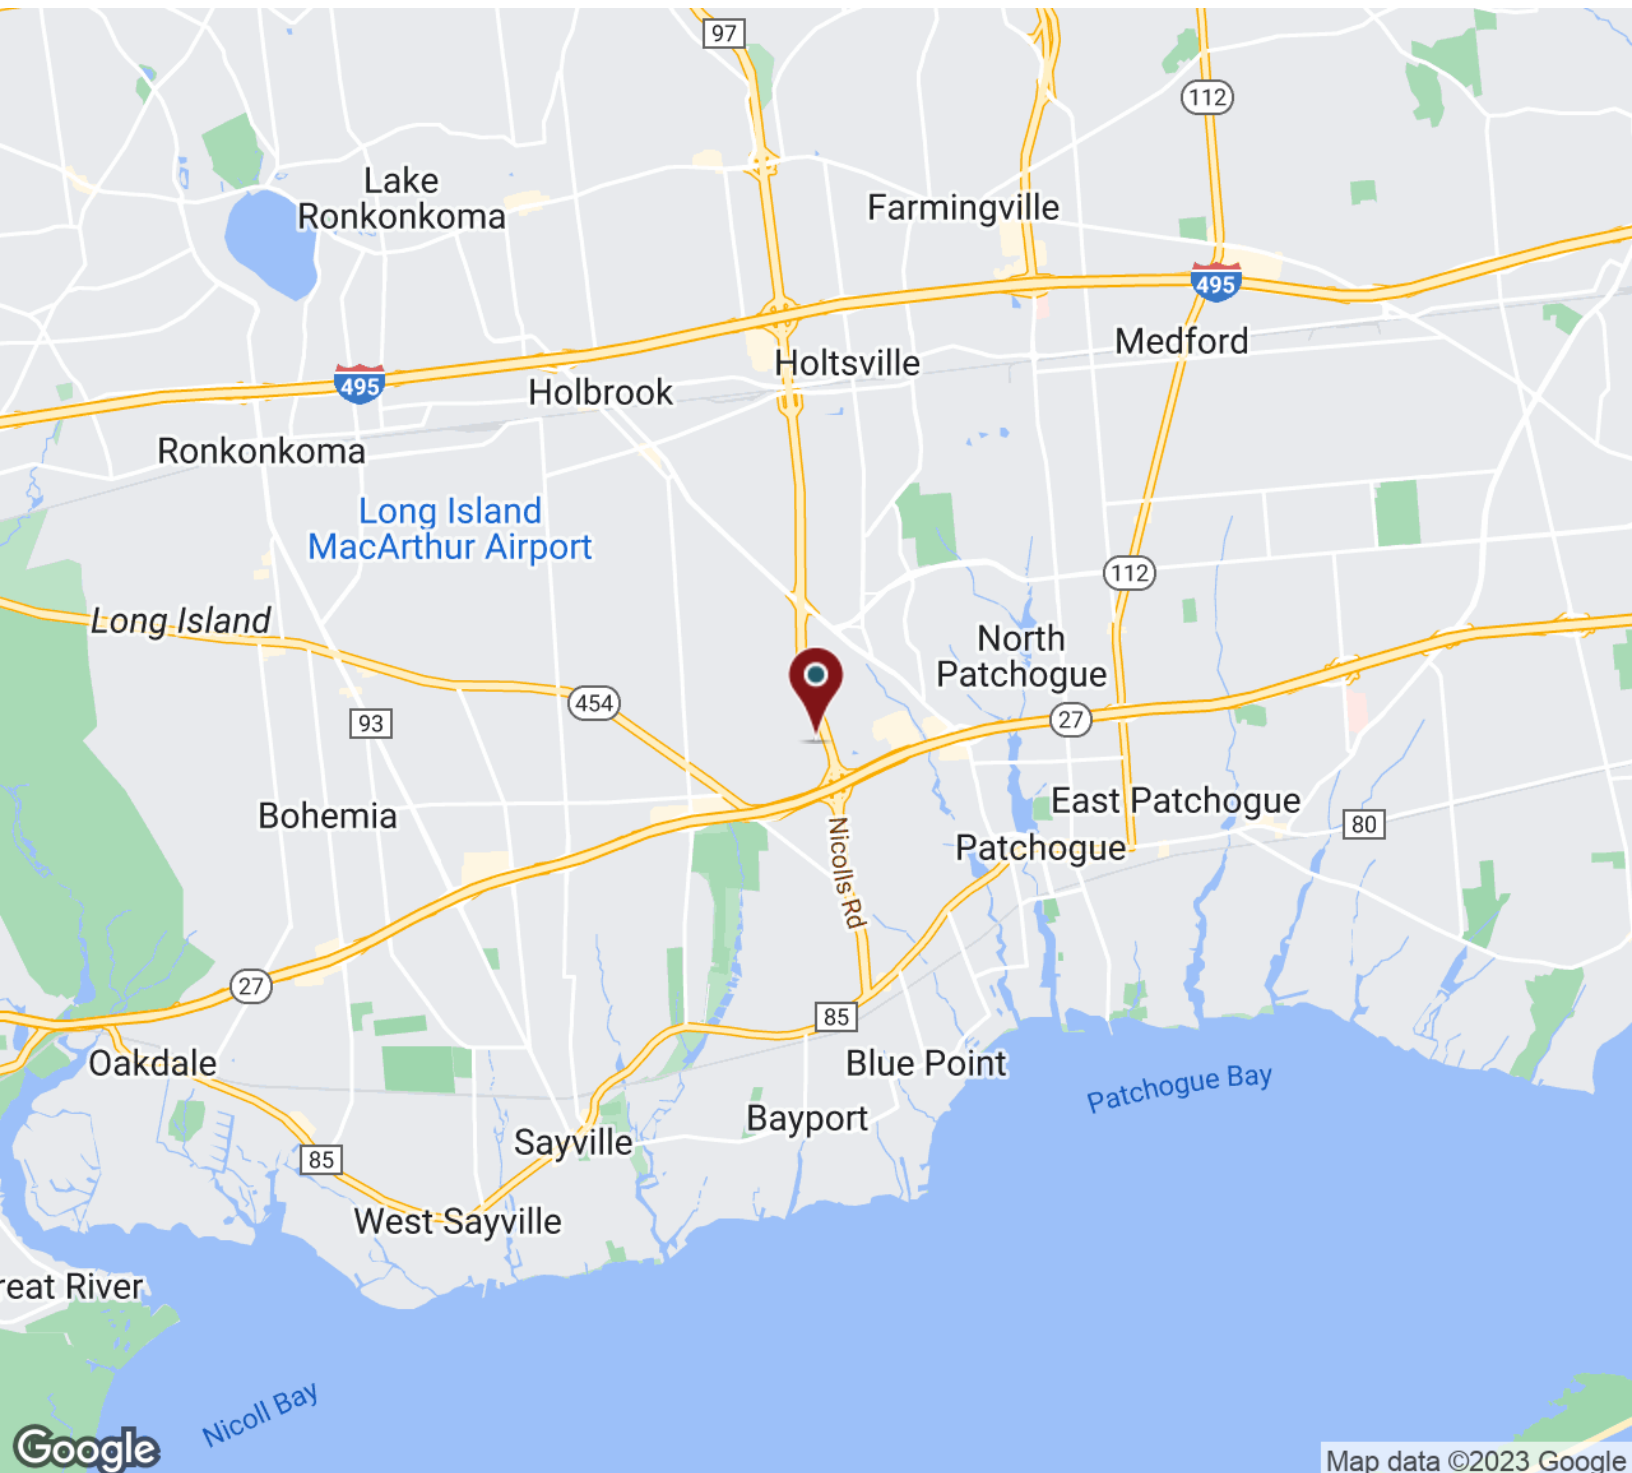 97
112
Lake
Ronkonkoma
Farmingville
495
Medford
Holtsville
495
Holbrook
Ronkonkoma
Long Island
MacArthur Airport
112
Long Island
North
Patchogue
454
27
93
East Patchogue
Bohemia
80
Patchogue
Nicolls Rd
27
85
Oakdale
Blue Point
Patchogue Bay
Bayport
Sayville
85
West Sayville
reat River
Nicoll Bay
Google
Map data ©2023 Google